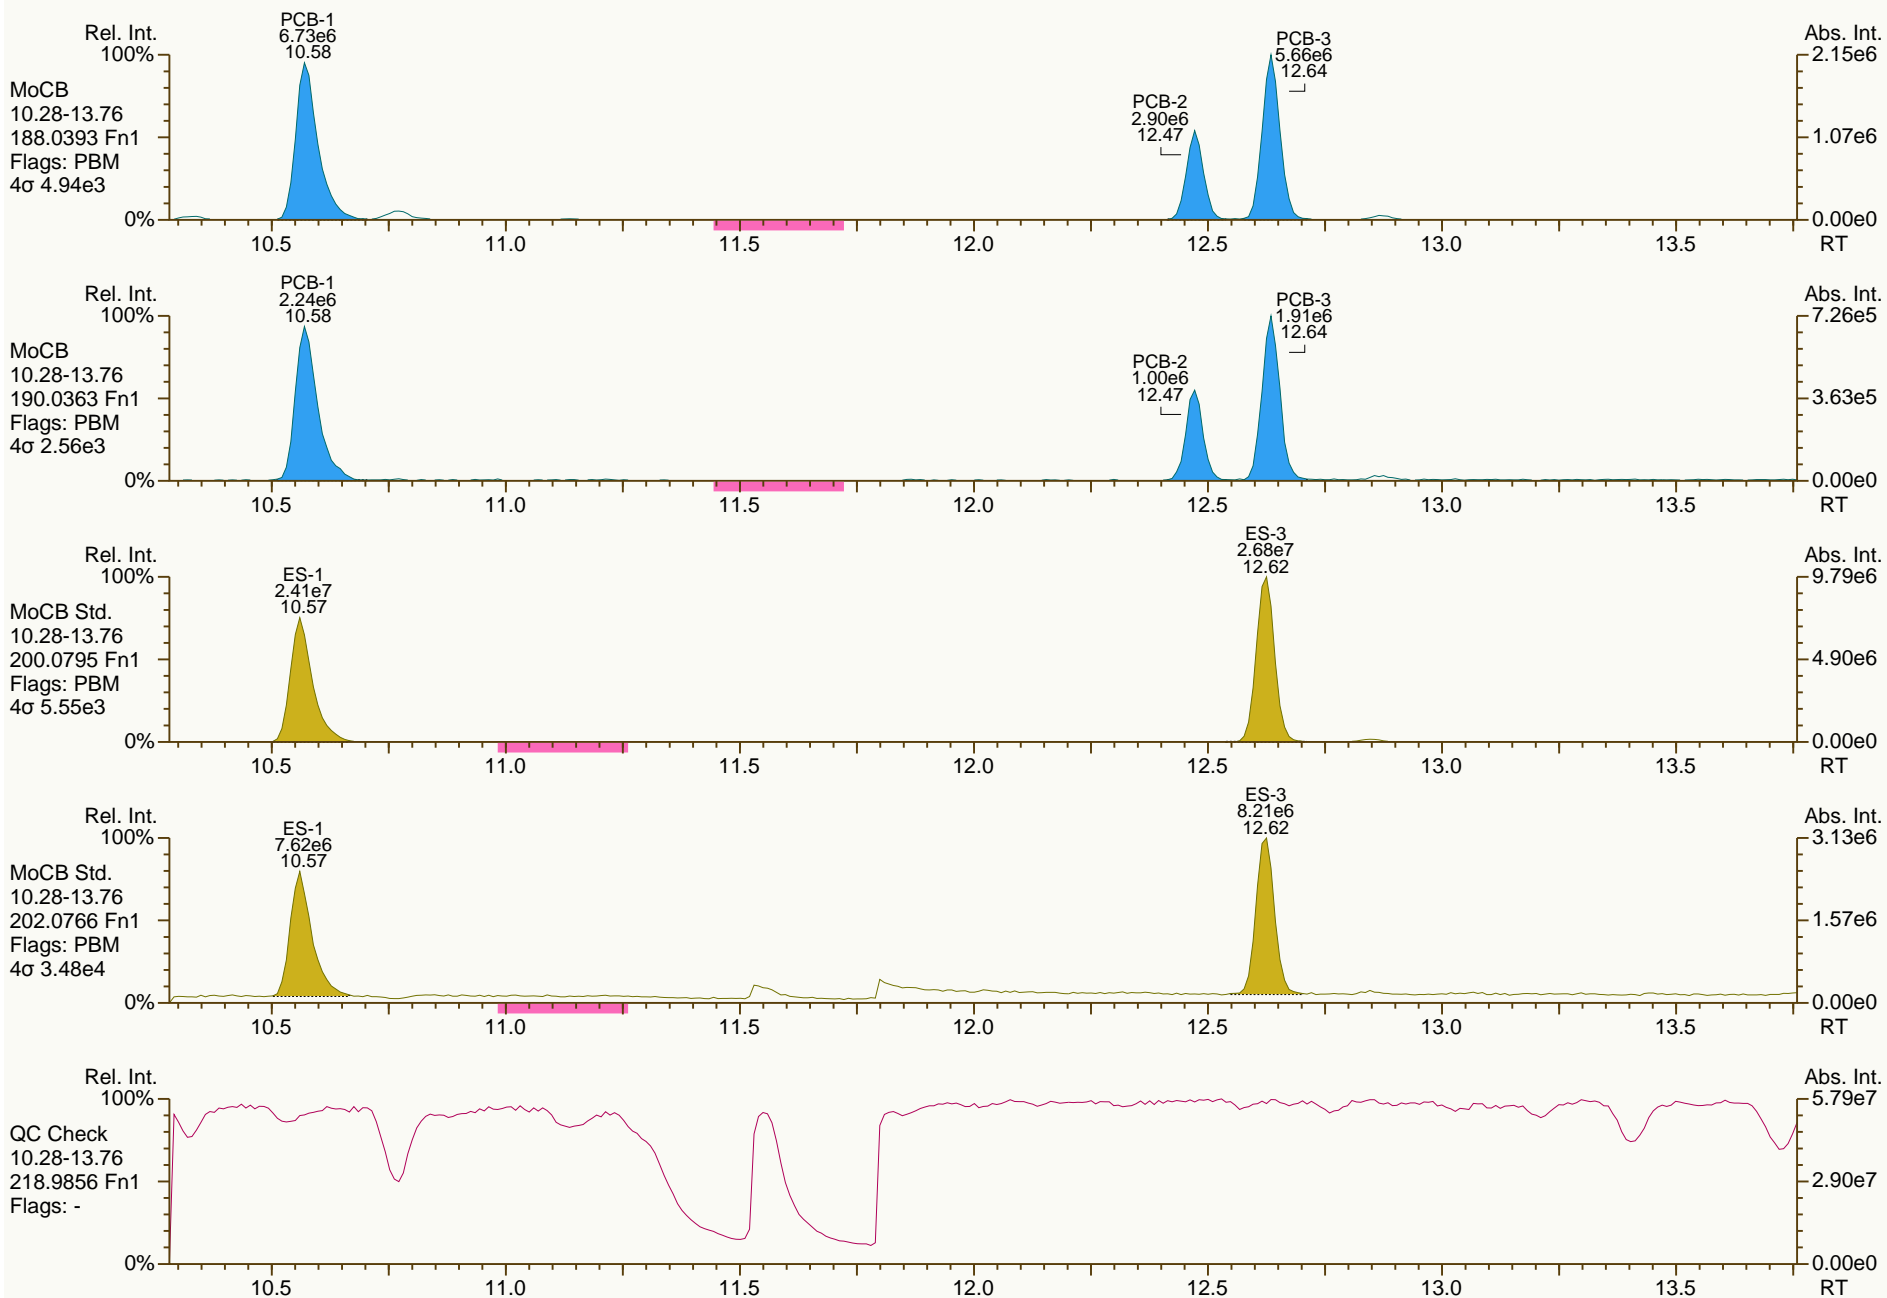 Rel. Int.
Abs. Int.
PCB-1
6.73e6
10.58
PCB-2
2.90e6
12.47
PCB-3
5.66e6
12.64
100%
0%
MoCB
10.28-13.76
188.0393 Fn1
Flags: PBM
4σ 4.94e3
2.15e6
1.07e6
0.00e0
10.5 11.0 11.5 12.0 12.5 13.0 13.5 RT
Rel. Int.
Abs. Int.
PCB-1
2.24e6
10.58
PCB-2
1.00e6
12.47
PCB-3
1.91e6
12.64
100%
0%
MoCB
10.28-13.76
190.0363 Fn1
Flags: PBM
4σ 2.56e3
7.26e5
3.63e5
0.00e0
10.5 11.0 11.5 12.0 12.5 13.0 13.5 RT
Rel. Int.
Abs. Int.
ES-1
2.41e7
10.57
ES-3
2.68e7
12.62
100%
0%
MoCB Std.
10.28-13.76
200.0795 Fn1
Flags: PBM
4σ 5.55e3
9.79e6
4.90e6
0.00e0
10.5 11.0 11.5 12.0 12.5 13.0 13.5 RT
Rel. Int.
Abs. Int.
ES-1
7.62e6
10.57
ES-3
8.21e6
12.62
100%
0%
MoCB Std.
10.28-13.76
202.0766 Fn1
Flags: PBM
4σ 3.48e4
3.13e6
1.57e6
0.00e0
10.5 11.0 11.5 12.0 12.5 13.0 13.5 RT
Rel. Int.
Abs. Int.
100%
0%
QC Check
10.28-13.76
218.9856 Fn1
Flags: -
5.79e7
2.90e7
0.00e0
10.5 11.0 11.5 12.0 12.5 13.0 13.5 RT